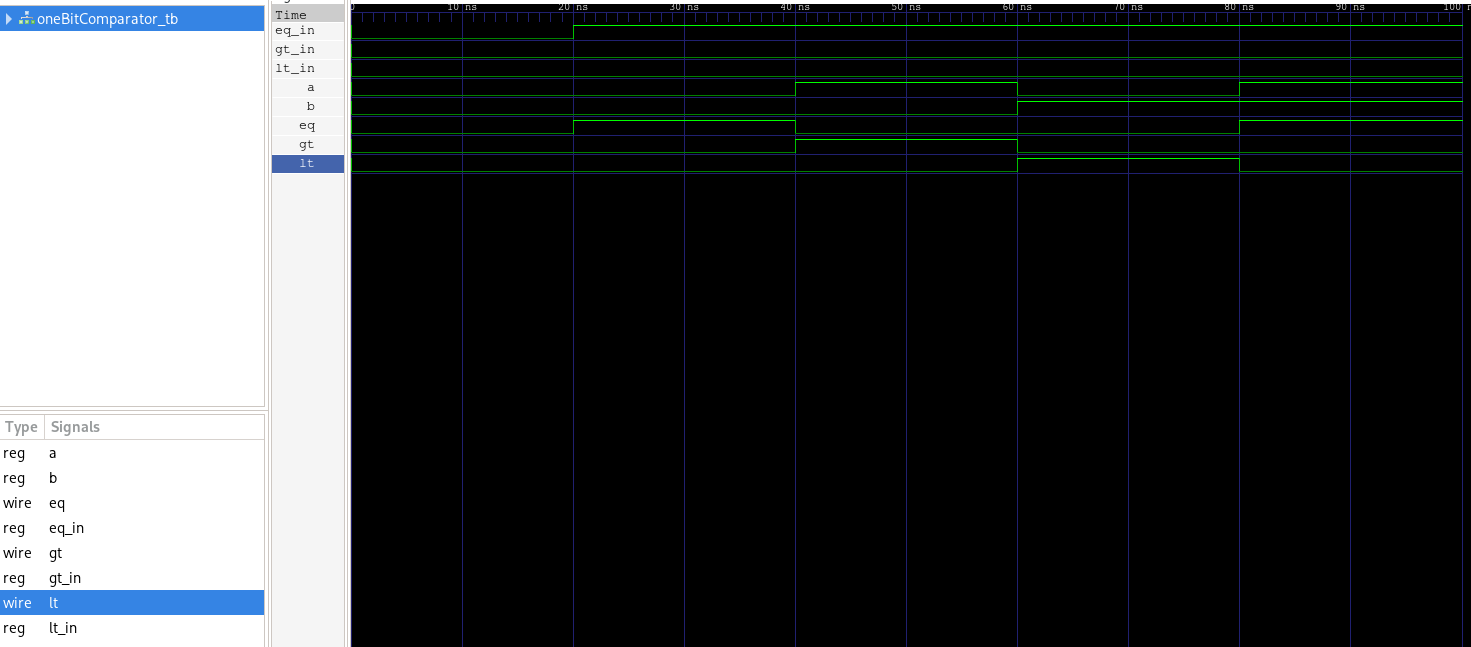 oneBitComparator_tb
Type Signals
reg a
reg b
wire eq
reg eq_in
wire gt
reg gt_in
wire lt
reg lt_in
Time
eq_in
gt_in
lt_in
a
b
eq
gt
lt
10 ns 20 ns 30 ns 40 ns 50 ns 60 ns 70 ns 80 ns 90 ns 100